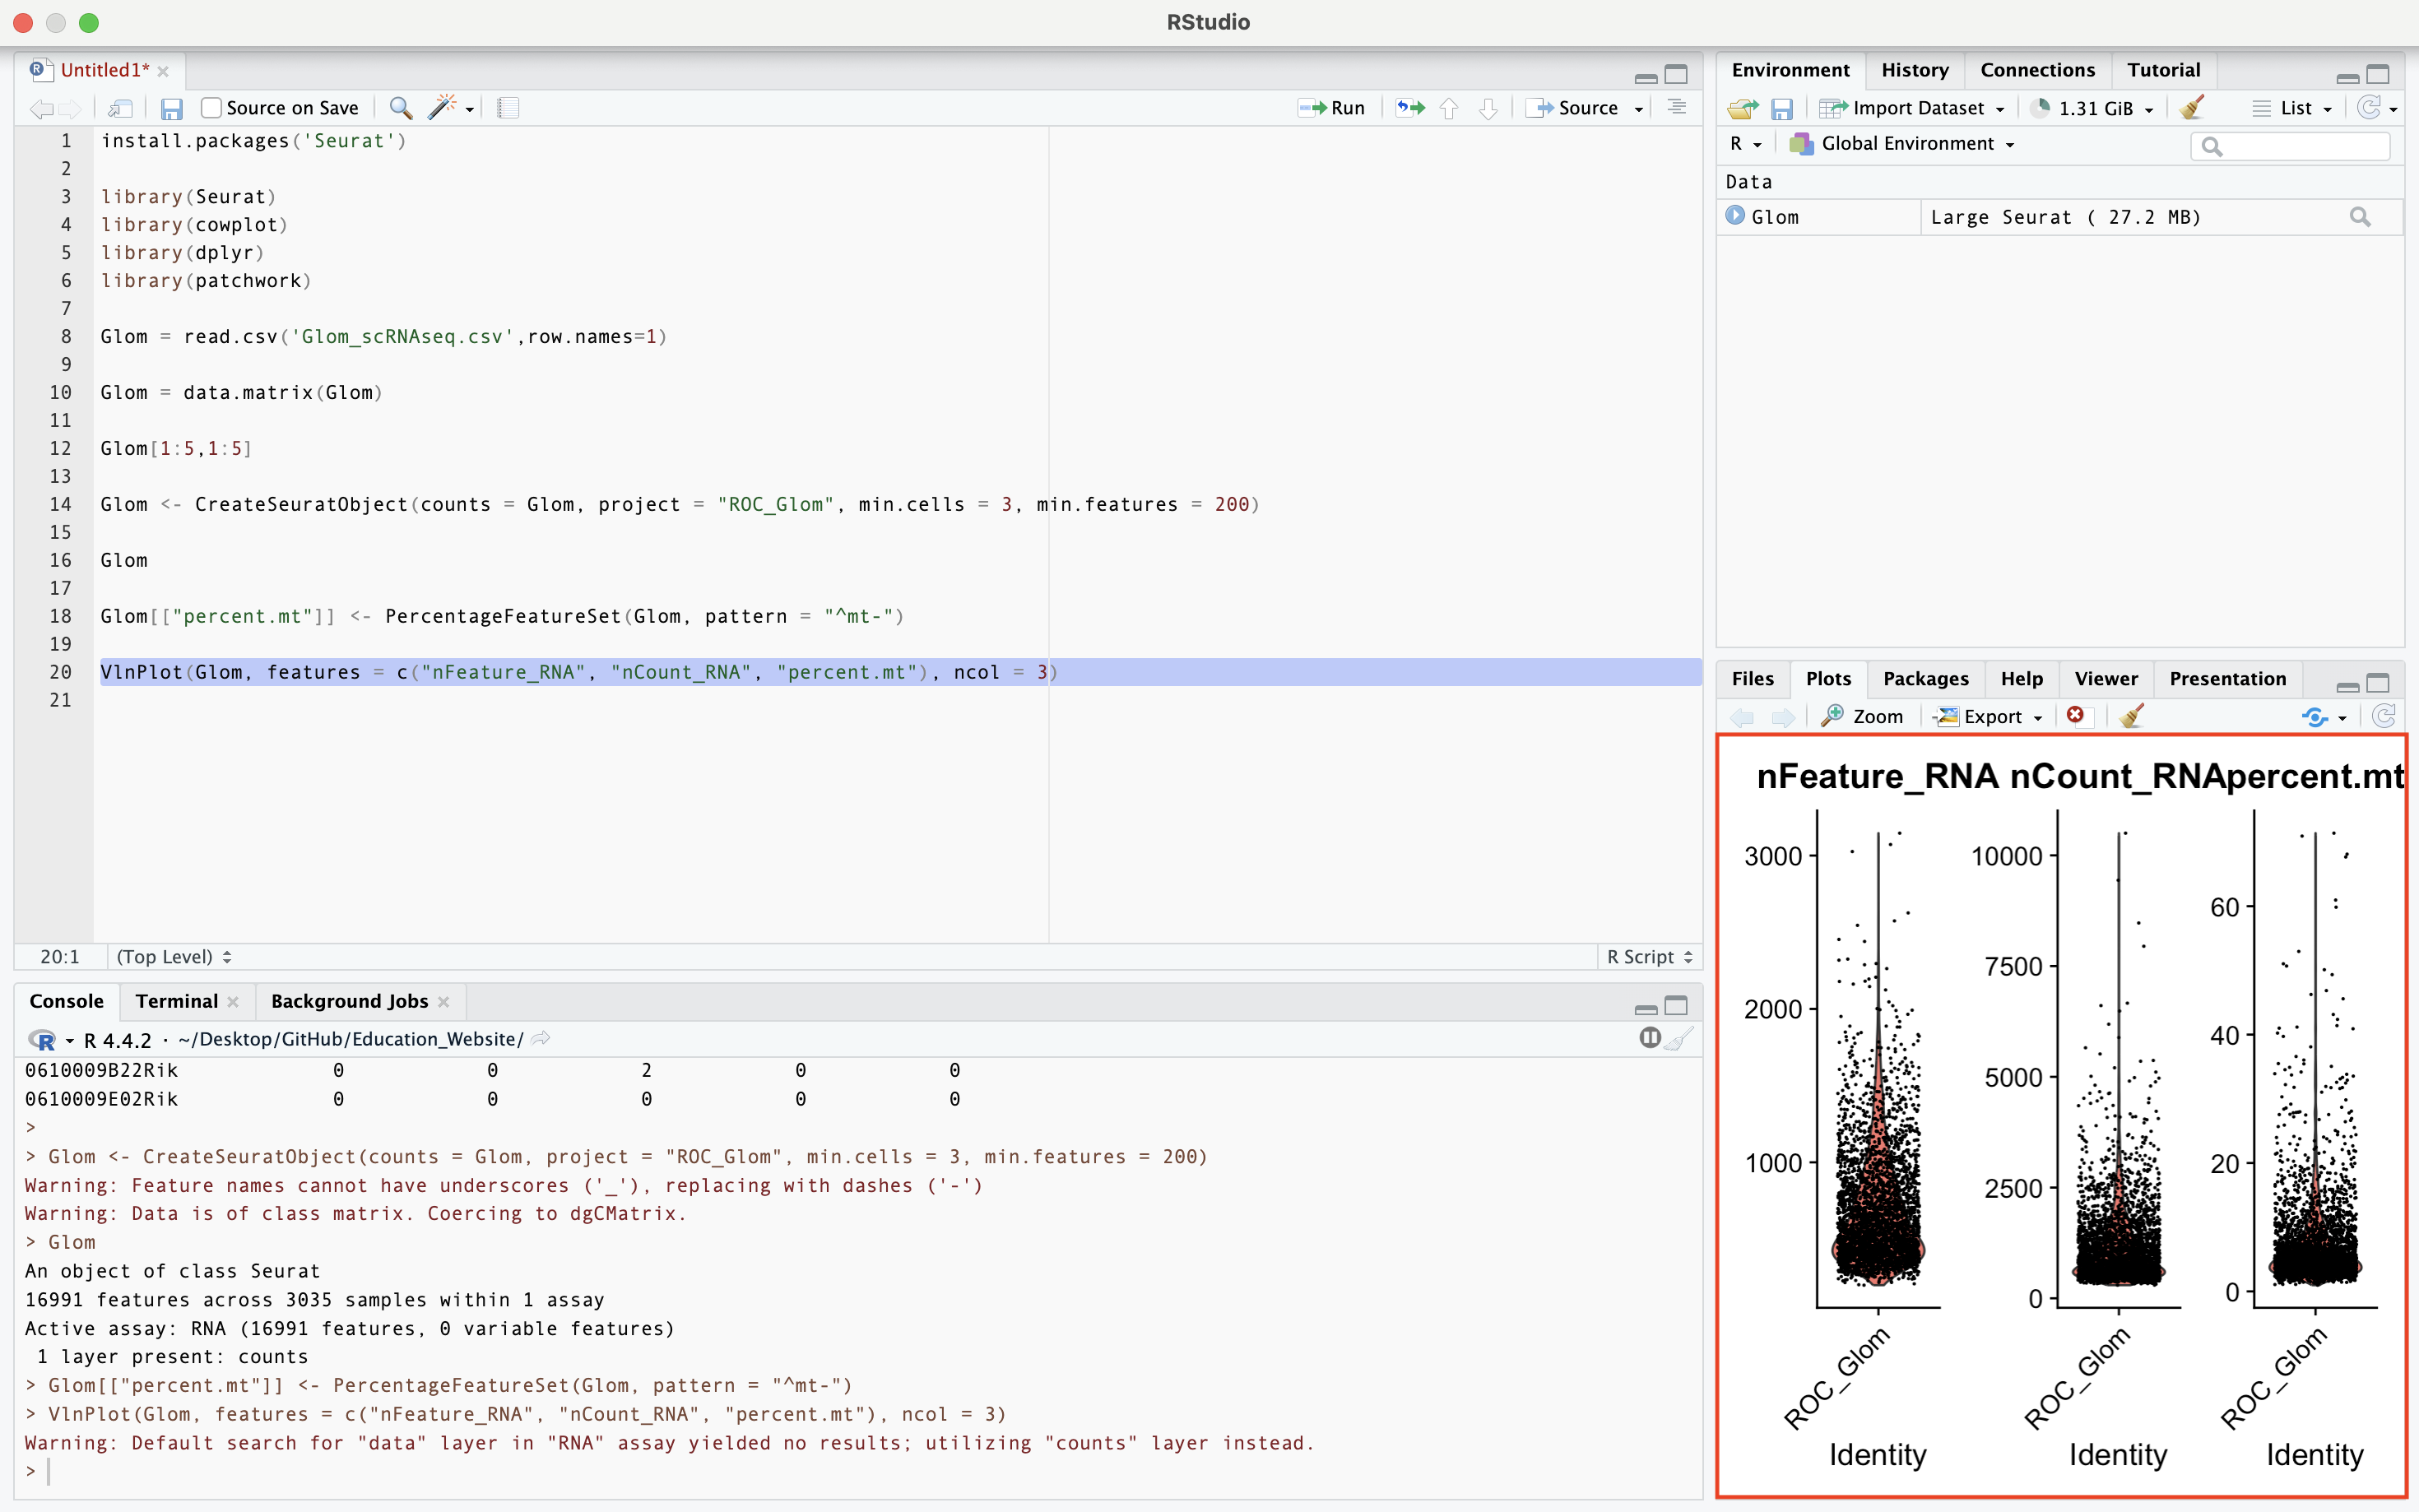 RStudio
Untitled1*
Source on Save
Run
Source
1 install.packages('Seurat')
2
3 library(Seurat)
4 library(cowplot)
5 library(dplyr)
6 library(patchwork)
7
8 Glom = read.csv('Glom_scRNAseq.csv',row.names=1)
9
10 Glom = data.matrix(Glom)
11
12 Glom[1:5,1:5]
13
14 Glom <- CreateSeuratObject(counts = Glom, project = "ROC_Glom", min.cells = 3, min.features = 200)
15
16 Glom
17
18 Glom[["percent.mt"]] <- PercentageFeatureSet(Glom, pattern = "^mt-")
19
20 VlnPlot(Glom, features = c("nFeature_RNA", "nCount_RNA", "percent.mt"), ncol = 3)
21
20:1 (Top Level) R Script
Console Terminal Background Jobs
R 4.4.2 · ~/Desktop/GitHub/Education_Website/
0610009B22Rik 0 0 2 0 0
0610009E02Rik 0 0 0 0 0
>
> Glom <- CreateSeuratObject(counts = Glom, project = "ROC_Glom", min.cells = 3, min.features = 200)
Warning: Feature names cannot have underscores ('_'), replacing with dashes ('-')
Warning: Data is of class matrix. Coercing to dgCMatrix.
> Glom
An object of class Seurat
16991 features across 3035 samples within 1 assay
Active assay: RNA (16991 features, 0 variable features)
1 layer present: counts
> Glom[["percent.mt"]] <- PercentageFeatureSet(Glom, pattern = "^mt-")
> VlnPlot(Glom, features = c("nFeature_RNA", "nCount_RNA", "percent.mt"), ncol = 3)
Warning: Default search for "data" layer in "RNA" assay yielded no results; utilizing "counts" layer instead.
>
Environment History Connections Tutorial
Import Dataset 1.31 GiB List
R Global Environment
Data
Glom Large Seurat ( 27.2 MB)
Files Plots Packages Help Viewer Presentation
Zoom Export
nFeature_RNA nCount_RNA percent.mt
3000
2000
1000
ROC_Glom
Identity
10000
7500
5000
2500
0
ROC_Glom
Identity
60
40
20
0
ROC_Glom
Identity